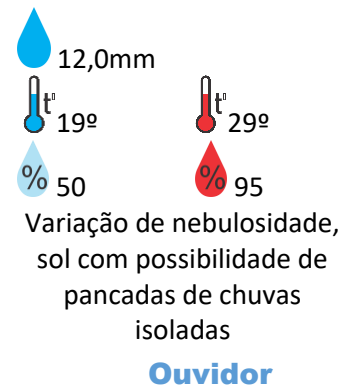 12,0mm
t' 19º t' 29º
% 50 % 95
Variação de nebulosidade,
sol com possibilidade de
pancadas de chuvas
isoladas
Ouvidor